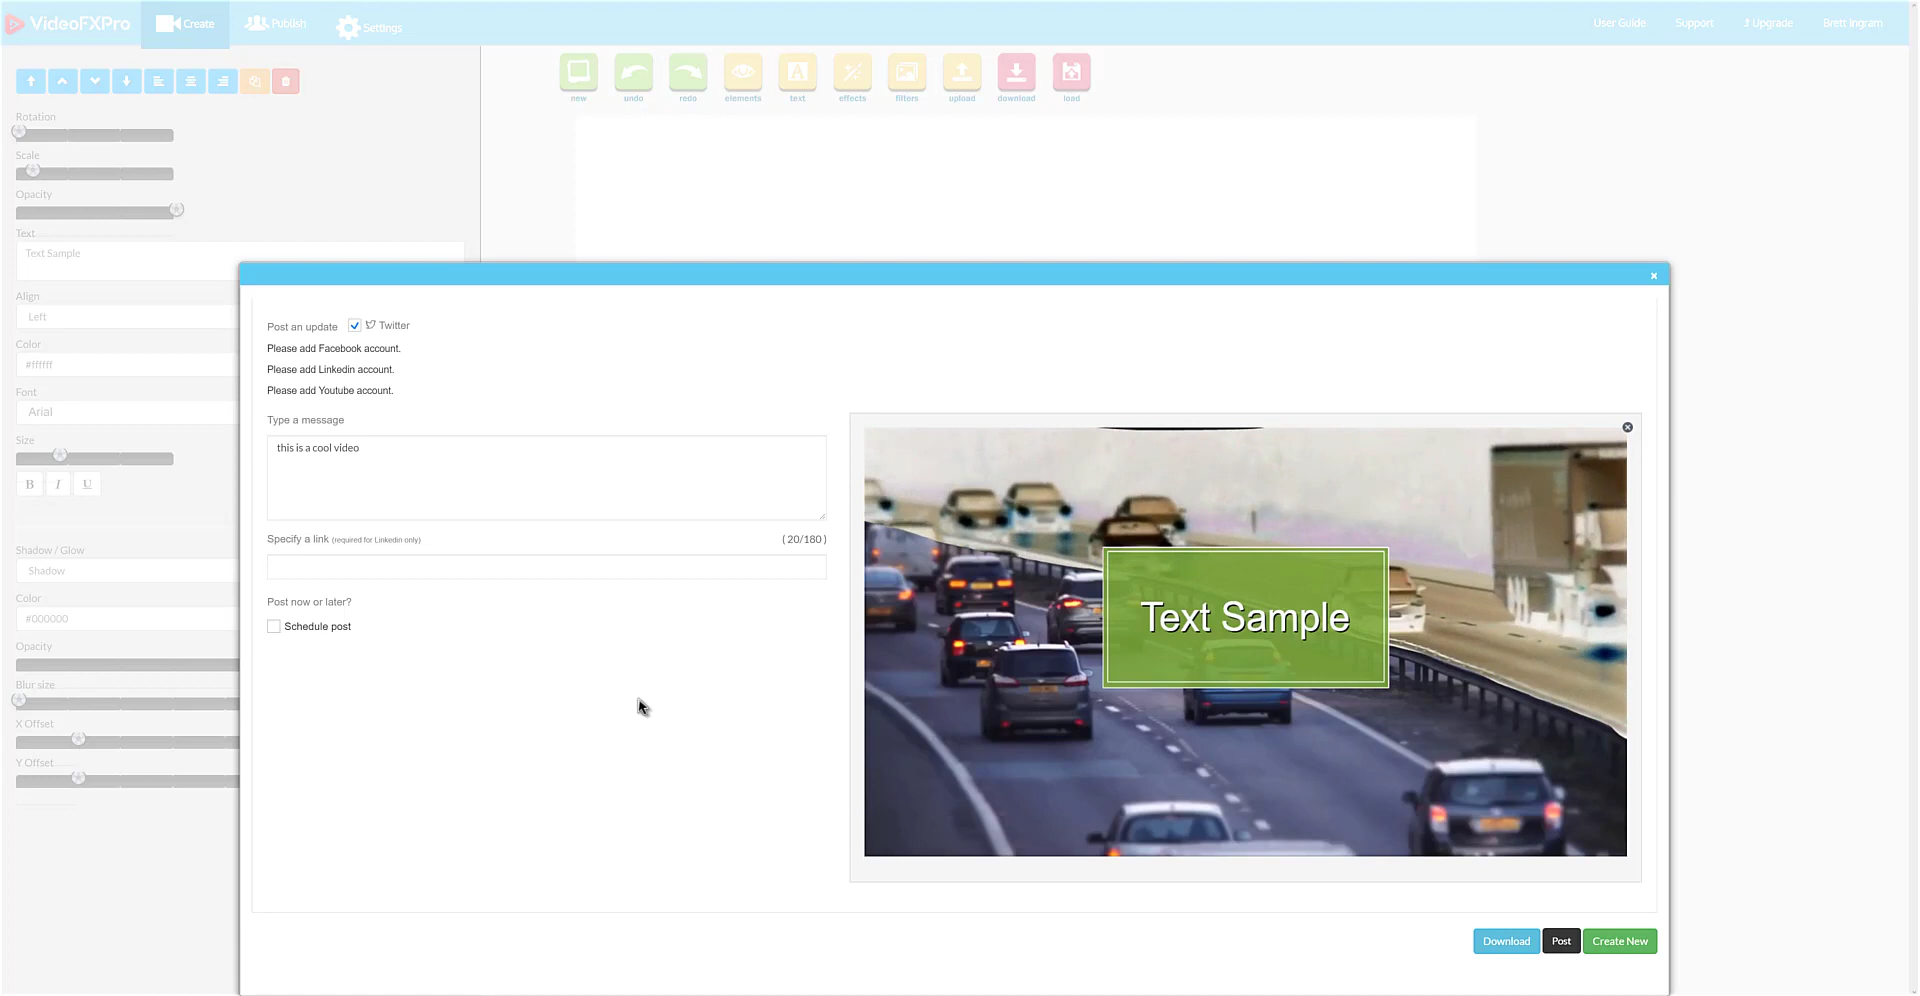 VideoFXPro
Create
Publish
Settings
User Guide
Support
Upgrade
Brett Ingram
new
undo
redo
elements
text
effects
filters
upload
download
load
Rotation
Scale
Opacity
Text
Text Sample
Align
Left
Color
#ffffff
Font
Arial
Size
B I U
Shadow / Glow
Shadow
Color
#000000
Opacity
Blur size
X Offset
Y Offset
Post an update
Twitter
Please add Facebook account.
Please add Linkedin account.
Please add Youtube account.
Type a message
this is a cool video
Specify a link (required for Linkedin only)
( 20/180 )
Post now or later?
Schedule post
Text Sample
Download
Post
Create New